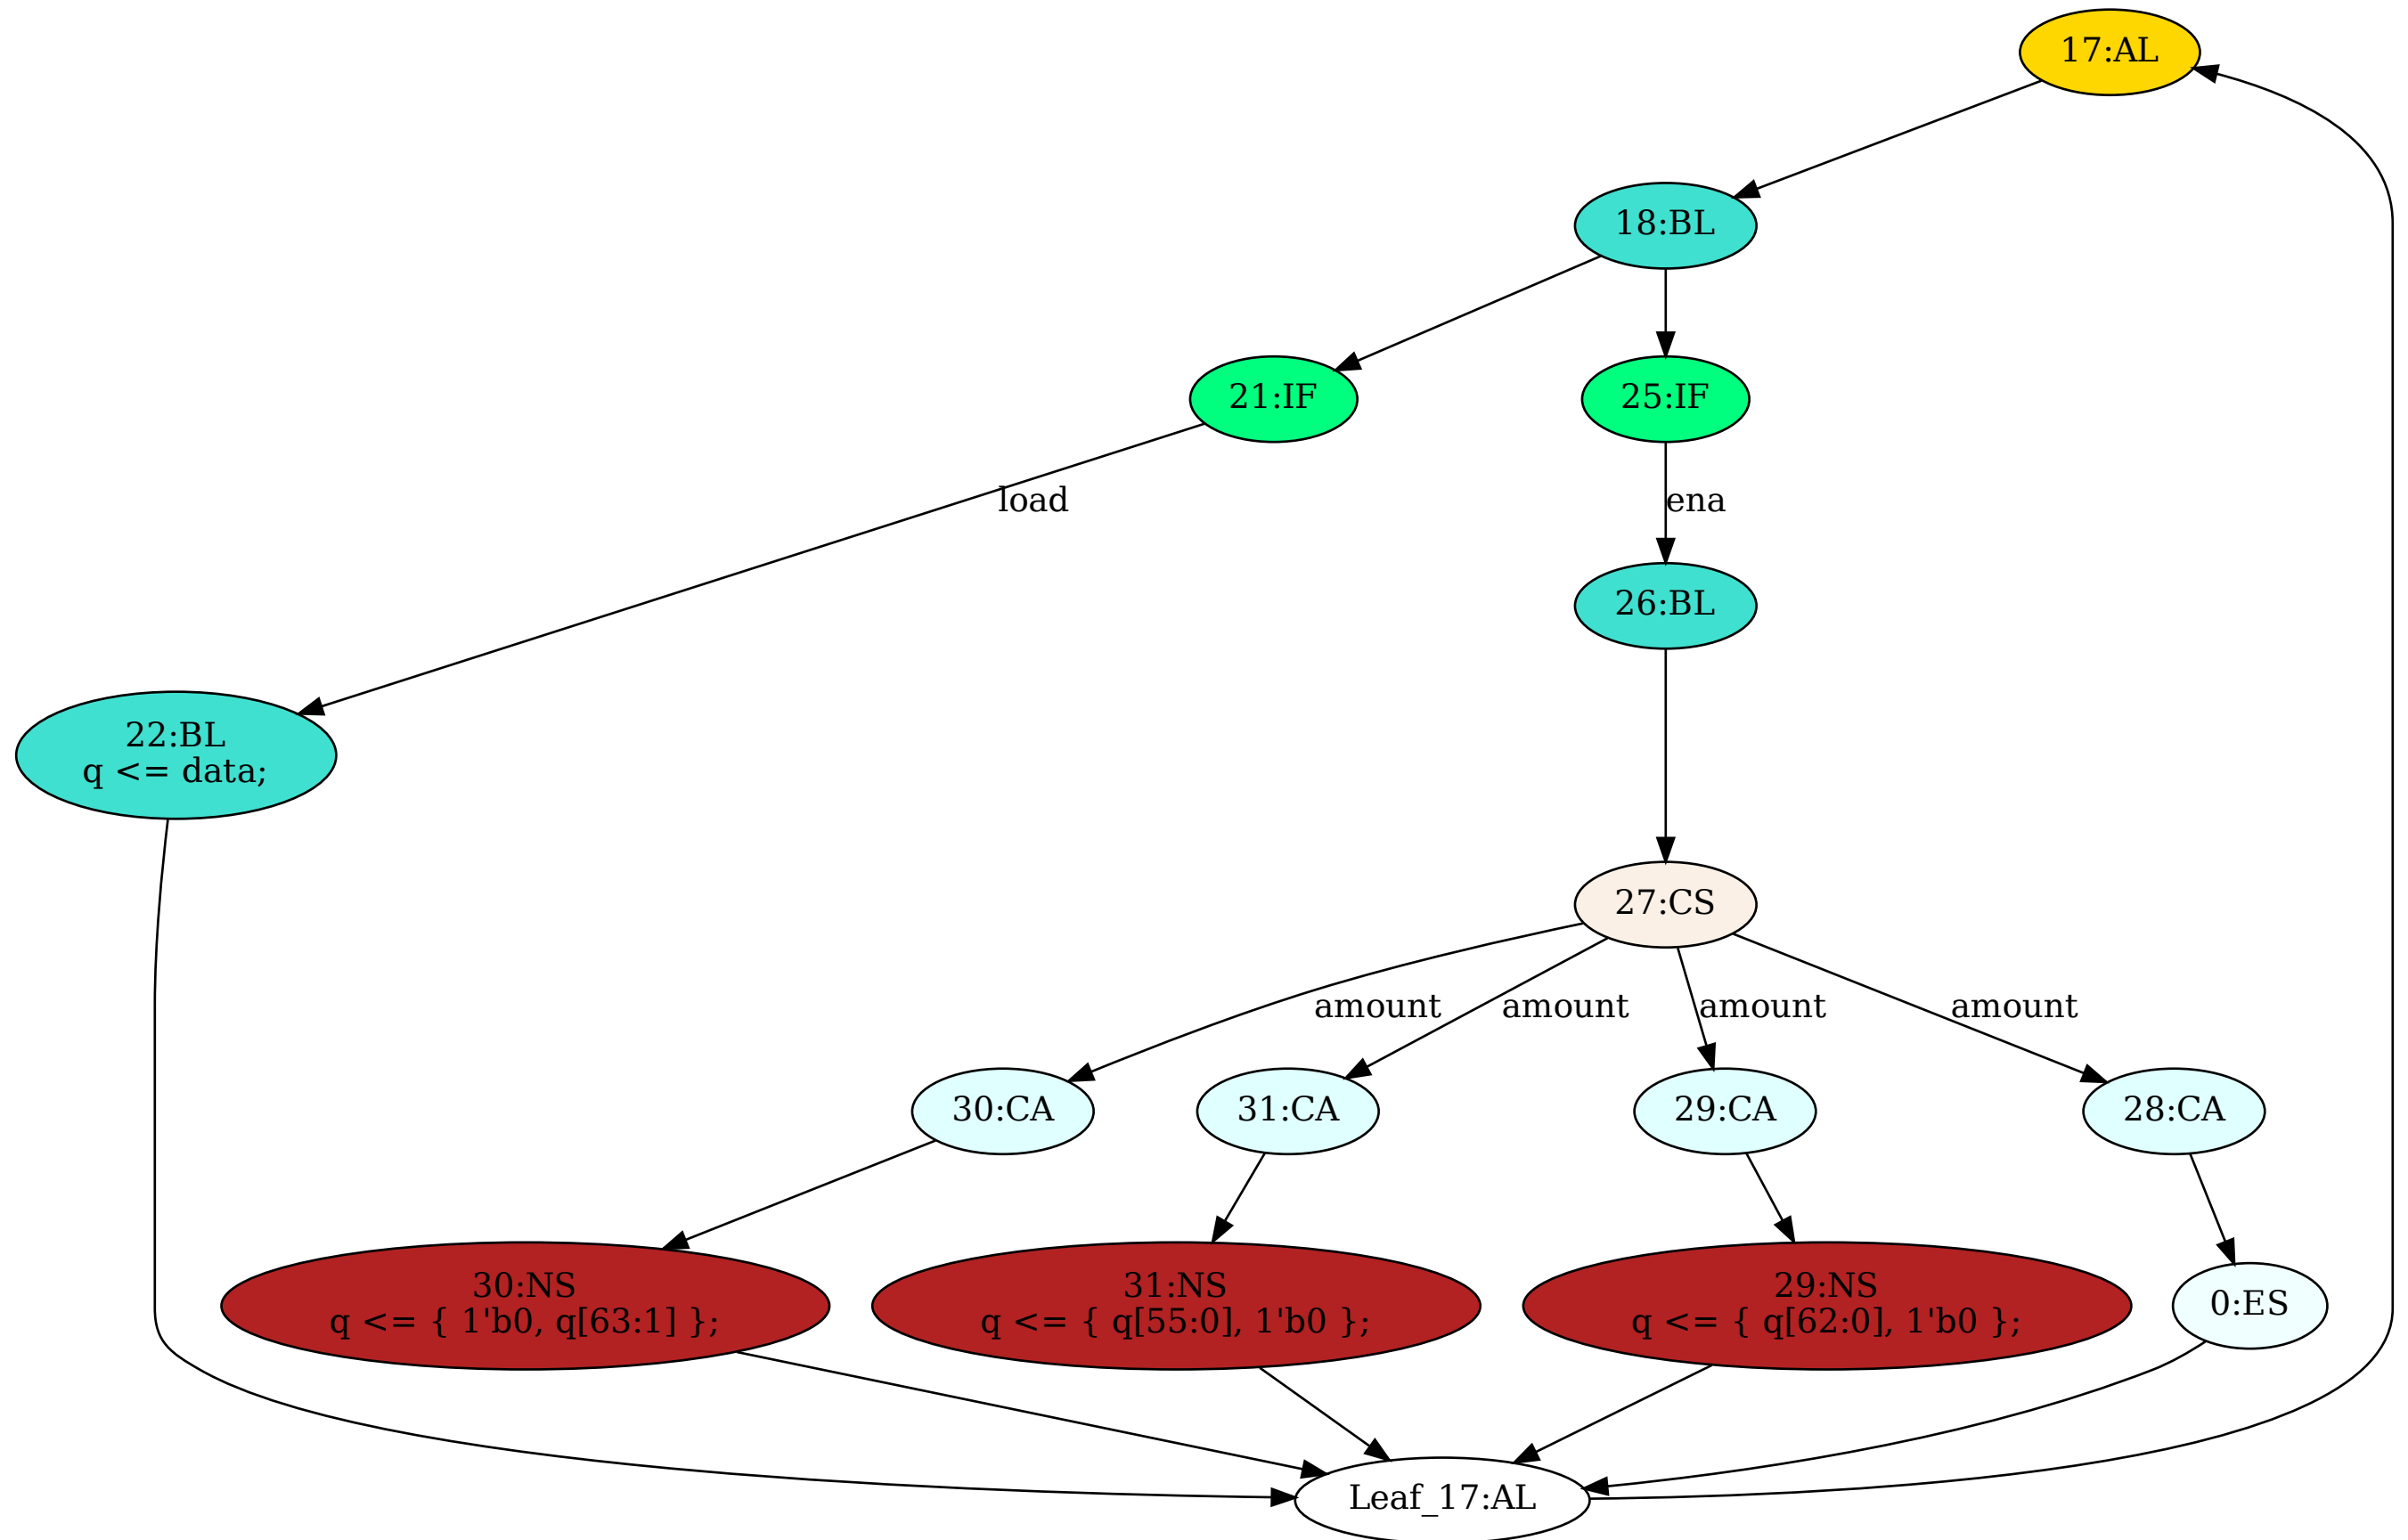 17:AL
18:BL
21:IF
25:IF
load
ena
26:BL
22:BL
q <= data;
27:CS
amount
amount
amount
amount
30:CA
31:CA
29:CA
28:CA
30:NS
q <= { 1'b0, q[63:1] };
31:NS
q <= { q[55:0], 1'b0 };
29:NS
q <= { q[62:0], 1'b0 };
0:ES
Leaf_17:AL